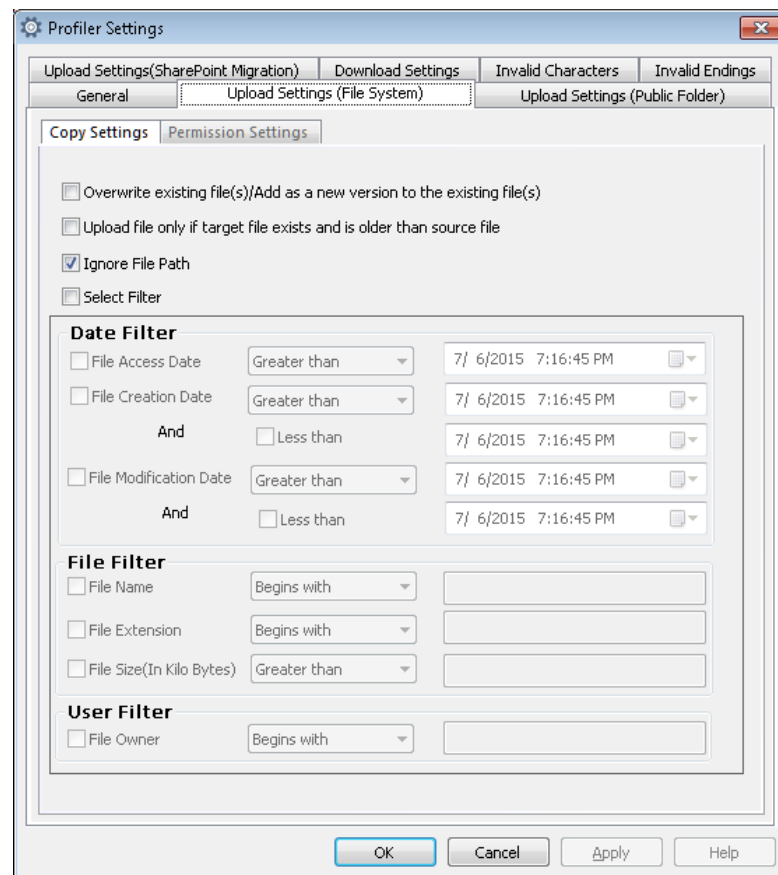 Profiler Settings
Upload Settings(SharePoint Migration) Download Settings Invalid Characters Invalid Endings
General Upload Settings (File System) Upload Settings (Public Folder)
Copy Settings Permission Settings
Overwrite existing file(s)/Add as a new version to the existing file(s)
Upload file only if target file exists and is older than source file
Ignore File Path
Select Filter
Date Filter
File Access Date Greater than 7/ 6/2015 7:16:45 PM
File Creation Date Greater than 7/ 6/2015 7:16:45 PM
And Less than 7/ 6/2015 7:16:45 PM
File Modification Date Greater than 7/ 6/2015 7:16:45 PM
And Less than 7/ 6/2015 7:16:45 PM
File Filter
File Name Begins with
File Extension Begins with
File Size(In Kilo Bytes) Greater than
User Filter
File Owner Begins with
OK Cancel Apply Help